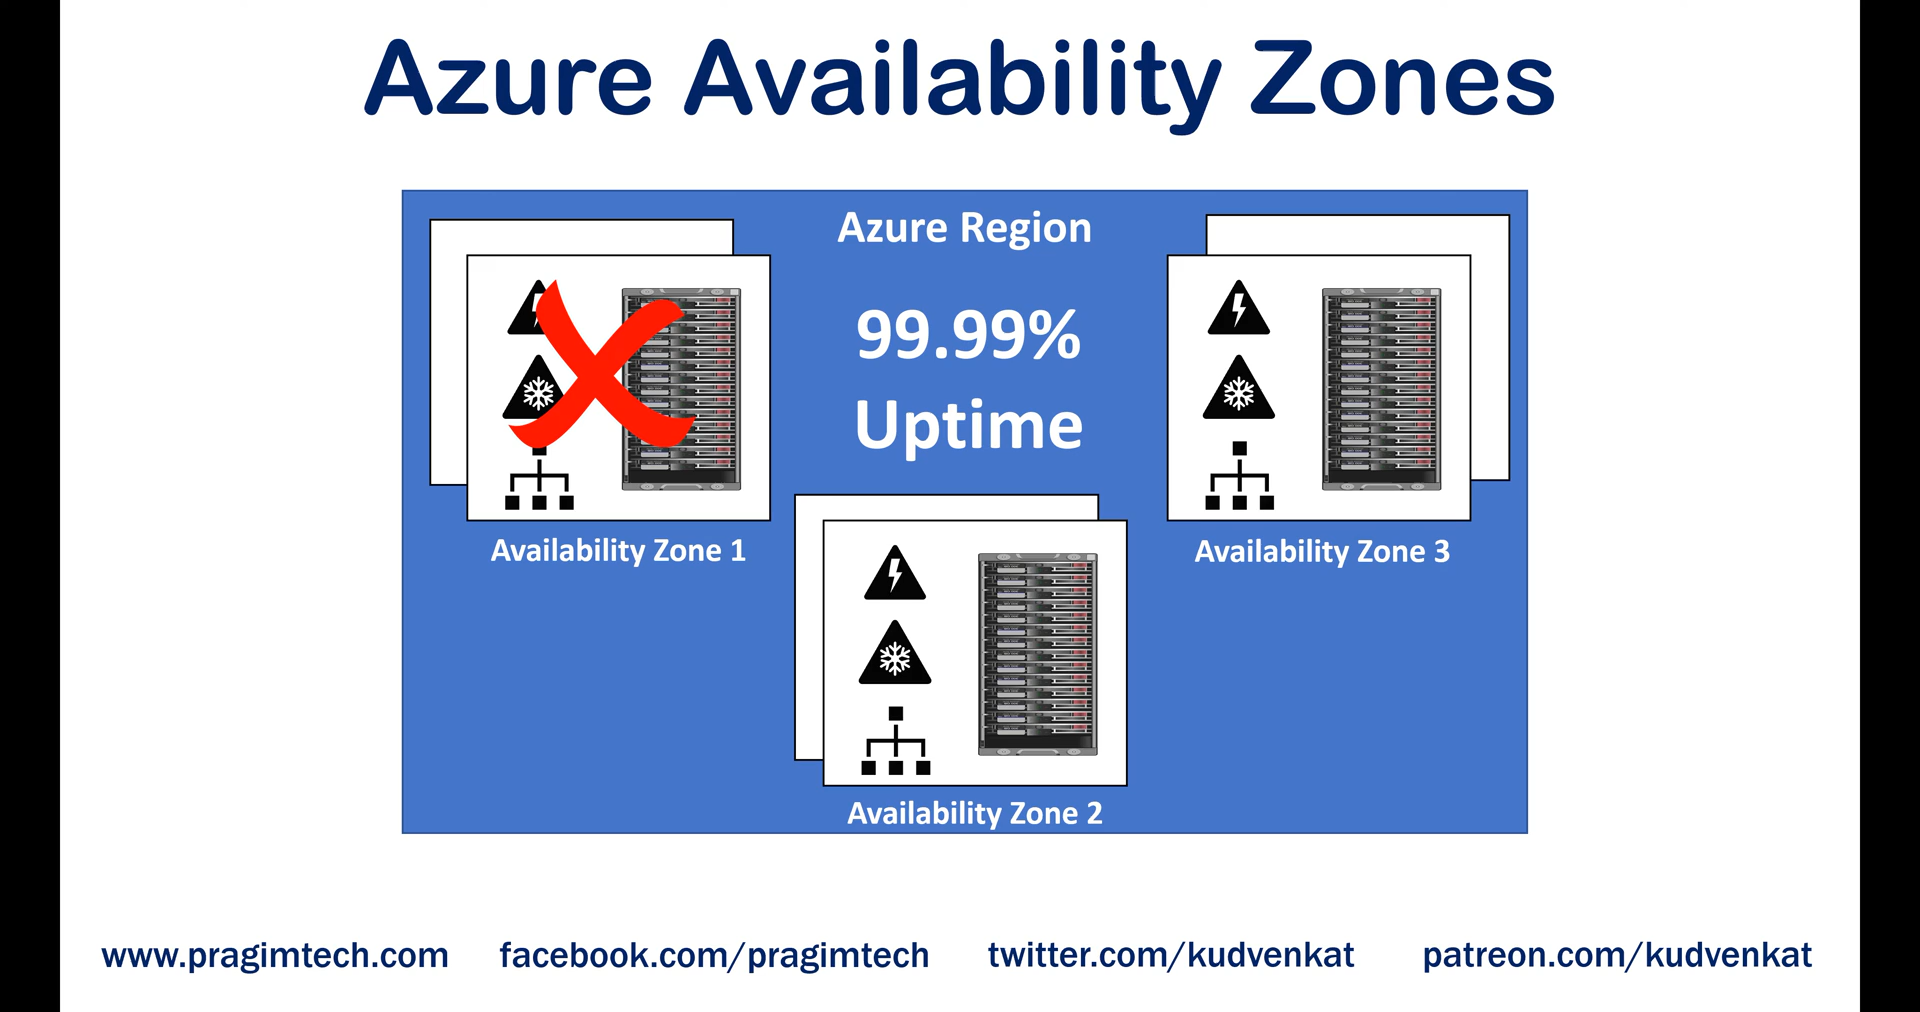 Azure Availability Zones
Azure Region
99.99%
Uptime
Availability Zone 1
Availability Zone 3
Availability Zone 2
www.pragimtech.com
facebook.com/pragimtech
twitter.com/kudvenkat
patreon.com/kudvenkat